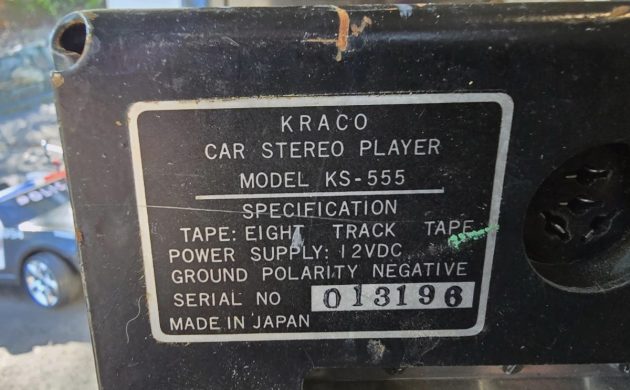 KRACO
CAR STEREO PLAYER
MODEL KS-555
SPECIFICATION
TAPE: EIGHT TRACK TAPE
POWER SUPPLY: 12VDC
GROUND POLARITY NEGATIVE
SERIAL NO 013196
MADE IN JAPAN